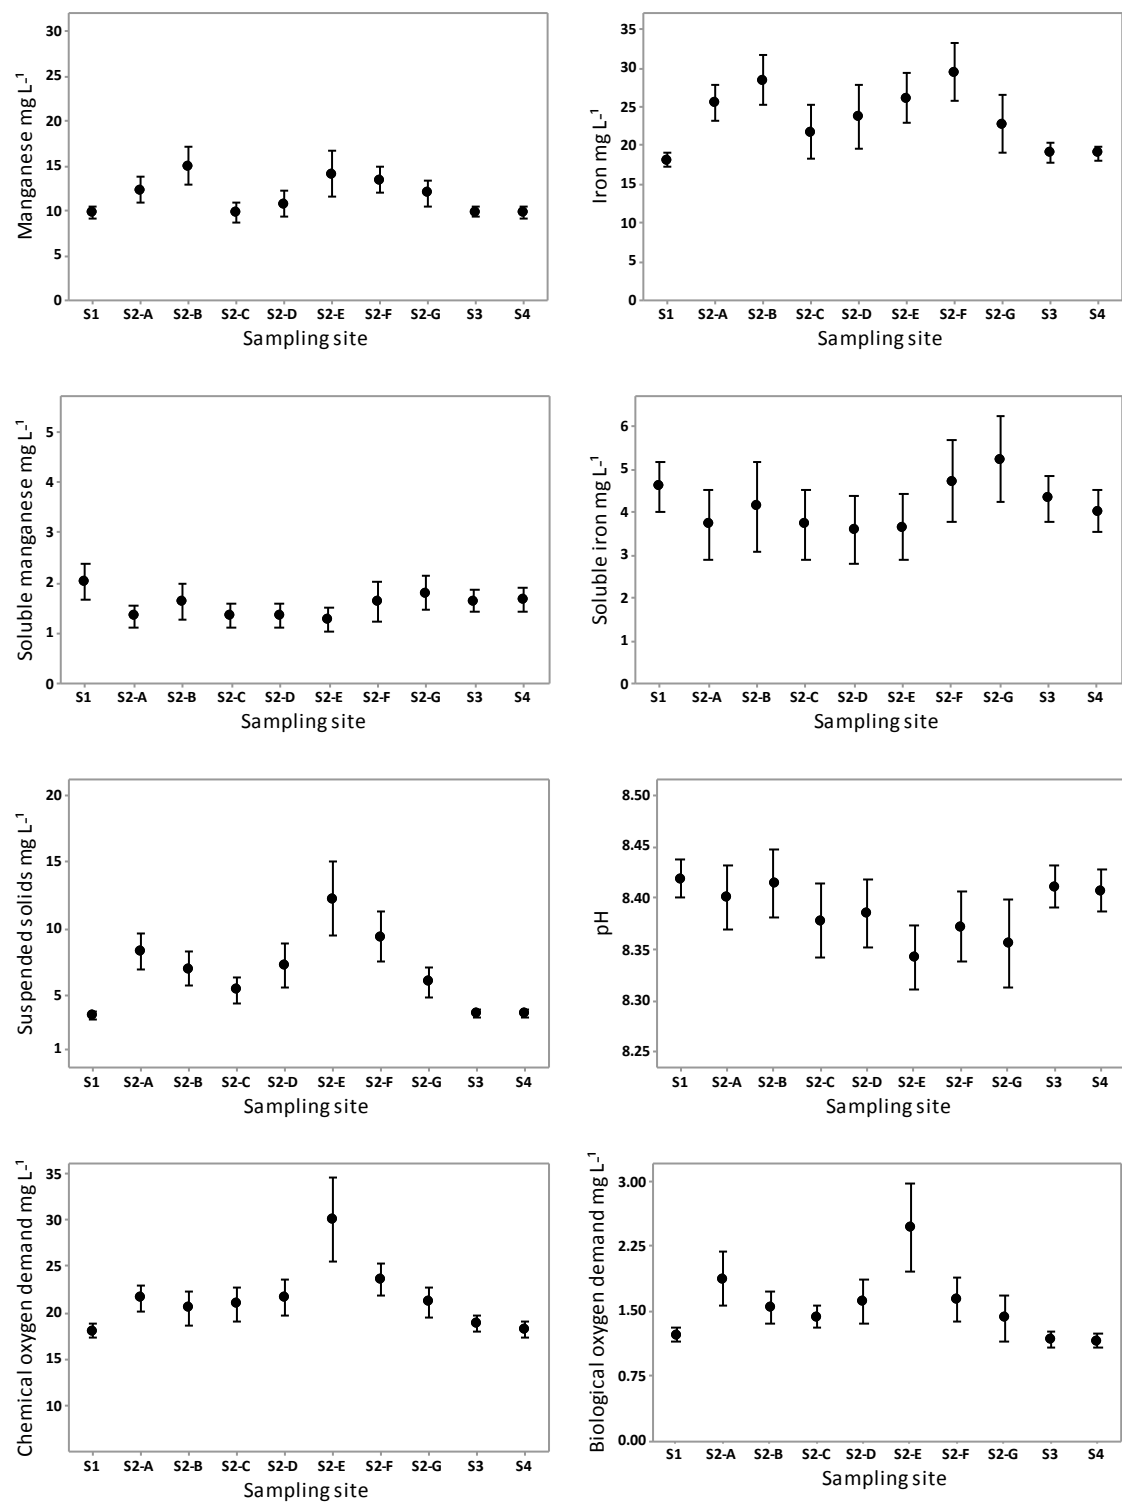 Manganese mg L-¹
30
25
20
15
10
5
0
S1 S2-A S2-B S2-C S2-D S2-E S2-F S2-G S3 S4
Sampling site
Iron mg L-¹
35
30
25
20
15
10
5
0
S1 S2-A S2-B S2-C S2-D S2-E S2-F S2-G S3 S4
Sampling site
Soluble manganese mg L-¹
5
4
3
2
1
0
S1 S2-A S2-B S2-C S2-D S2-E S2-F S2-G S3 S4
Sampling site
Soluble iron mg L-¹
6
5
4
3
2
1
0
S1 S2-A S2-B S2-C S2-D S2-E S2-F S2-G S3 S4
Sampling site
Suspended solids mg L-¹
20
15
10
5
1
S1 S2-A S2-B S2-C S2-D S2-E S2-F S2-G S3 S4
Sampling site
pH
8.50
8.45
8.40
8.35
8.30
8.25
S1 S2-A S2-B S2-C S2-D S2-E S2-F S2-G S3 S4
Sampling site
Chemical oxygen demand mg L-¹
35
30
25
20
15
10
S1 S2-A S2-B S2-C S2-D S2-E S2-F S2-G S3 S4
Sampling site
Biological oxygen demand mg L-¹
3.00
2.25
1.50
0.75
0.00
S1 S2-A S2-B S2-C S2-D S2-E S2-F S2-G S3 S4
Sampling site